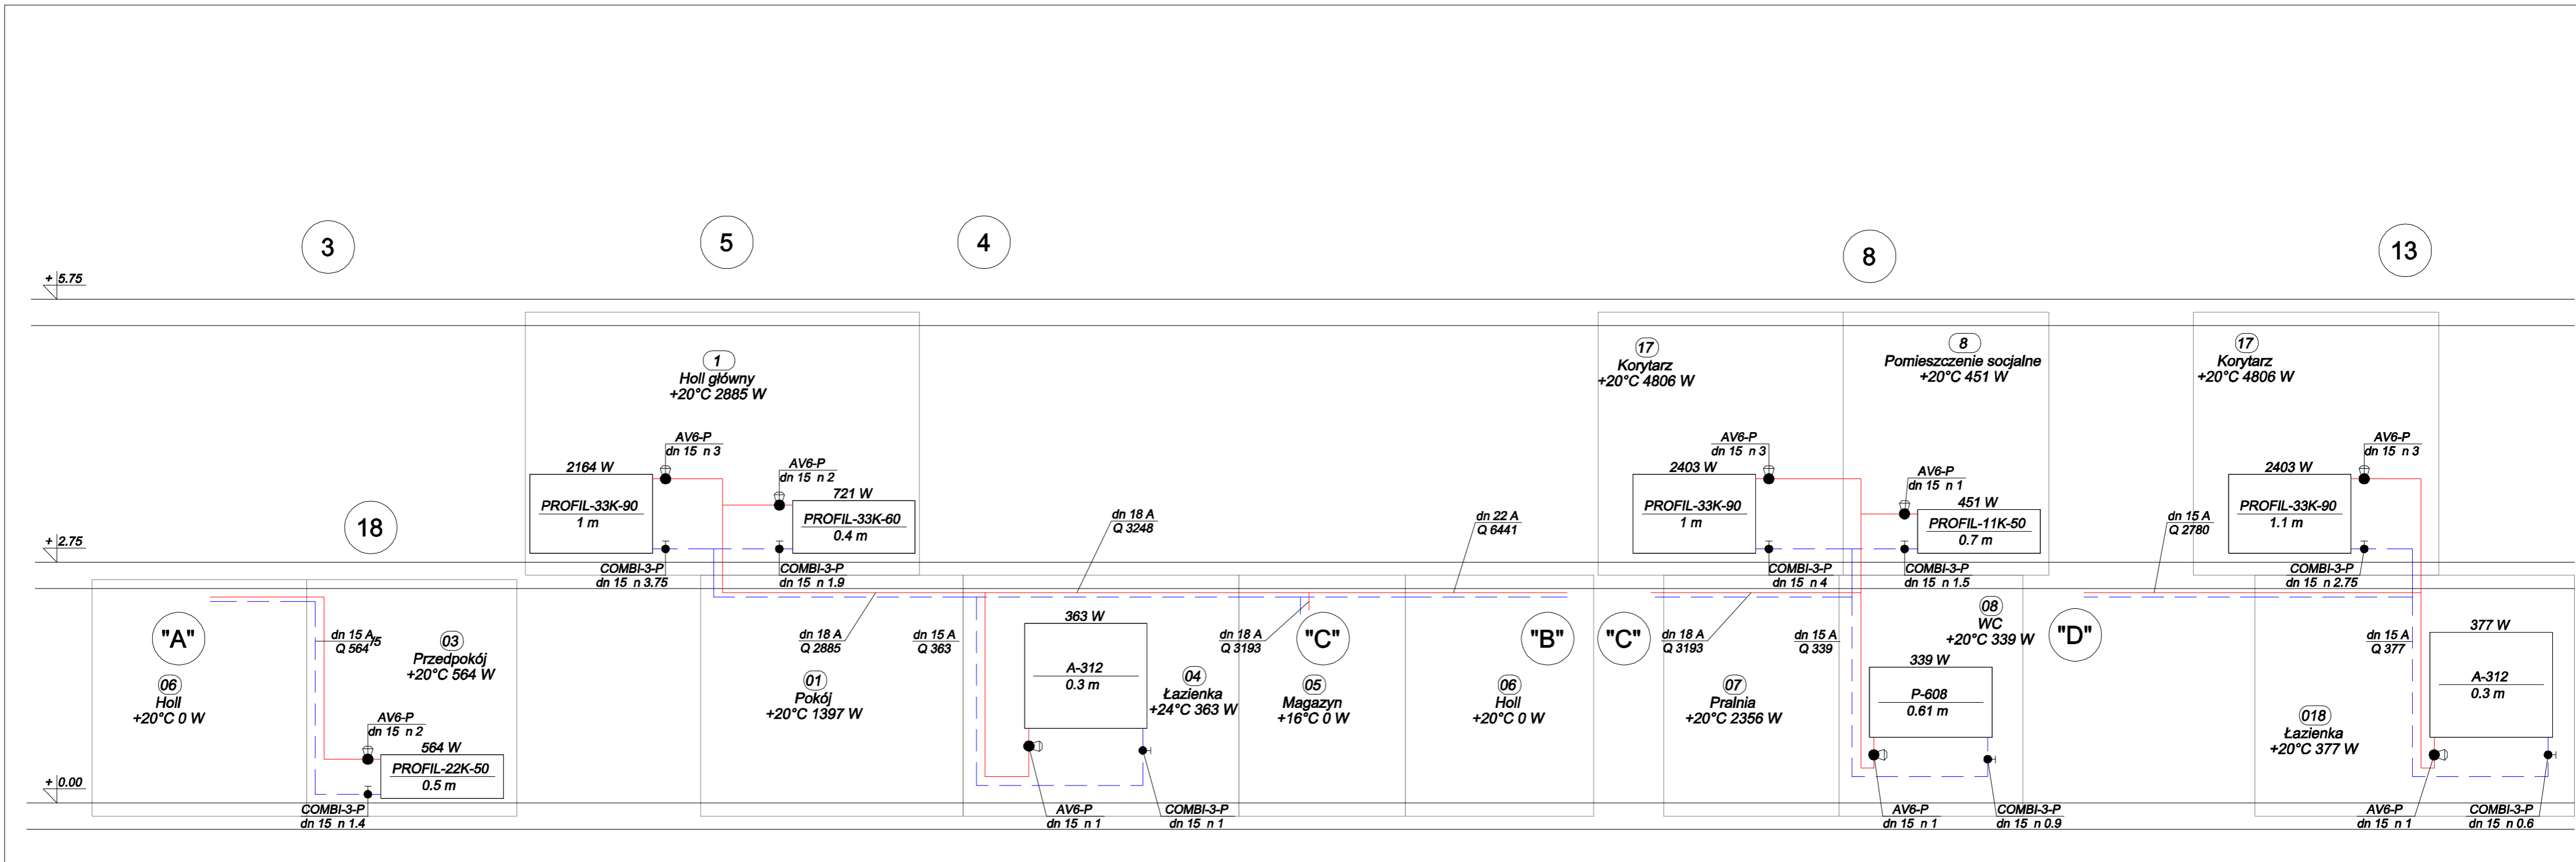 3
5
4
8
13
+ 5.75
1
Holl główny
+20°C 2885 W
17
Korytarz
+20°C 4806 W
8
Pomieszczenie socjalne
+20°C 451 W
17
Korytarz
+20°C 4806 W
AV6-P
dn 15 n 3
2164 W
PROFIL-33K-90
1 m
AV6-P
dn 15 n 2
721 W
PROFIL-33K-60
0.4 m
AV6-P
dn 15 n 3
2403 W
PROFIL-33K-90
1 m
AV6-P
dn 15 n 1
451 W
PROFIL-11K-50
0.7 m
AV6-P
dn 15 n 3
2403 W
PROFIL-33K-90
1.1 m
18
dn 18 A
Q 3248
dn 22 A
Q 6441
dn 15 A
Q 2780
+ 2.75
COMBI-3-P
dn 15 n 3.75
COMBI-3-P
dn 15 n 1.9
COMBI-3-P
dn 15 n 4
COMBI-3-P
dn 15 n 1.5
COMBI-3-P
dn 15 n 2.75
"A"
06
Holl
+20°C 0 W
dn 15 A
Q 564
03
Przedpokój
+20°C 564 W
AV6-P
dn 15 n 2
564 W
PROFIL-22K-50
0.5 m
dn 18 A
Q 2885
01
Pokój
+20°C 1397 W
dn 15 A
Q 363
363 W
A-312
0.3 m
04
Łazienka
+24°C 363 W
dn 18 A
Q 3193
"C"
05
Magazyn
+16°C 0 W
"B"
06
Holl
+20°C 0 W
"C"
dn 18 A
Q 3193
07
Pralnia
+20°C 2356 W
dn 15 A
Q 339
08
WC
+20°C 339 W
339 W
P-608
0.61 m
"D"
dn 15 A
Q 377
018
Łazienka
+20°C 377 W
377 W
A-312
0.3 m
+ 0.00
COMBI-3-P
dn 15 n 1.4
AV6-P
dn 15 n 1
COMBI-3-P
dn 15 n 1
AV6-P
dn 15 n 1
COMBI-3-P
dn 15 n 0.9
AV6-P
dn 15 n 1
COMBI-3-P
dn 15 n 0.6